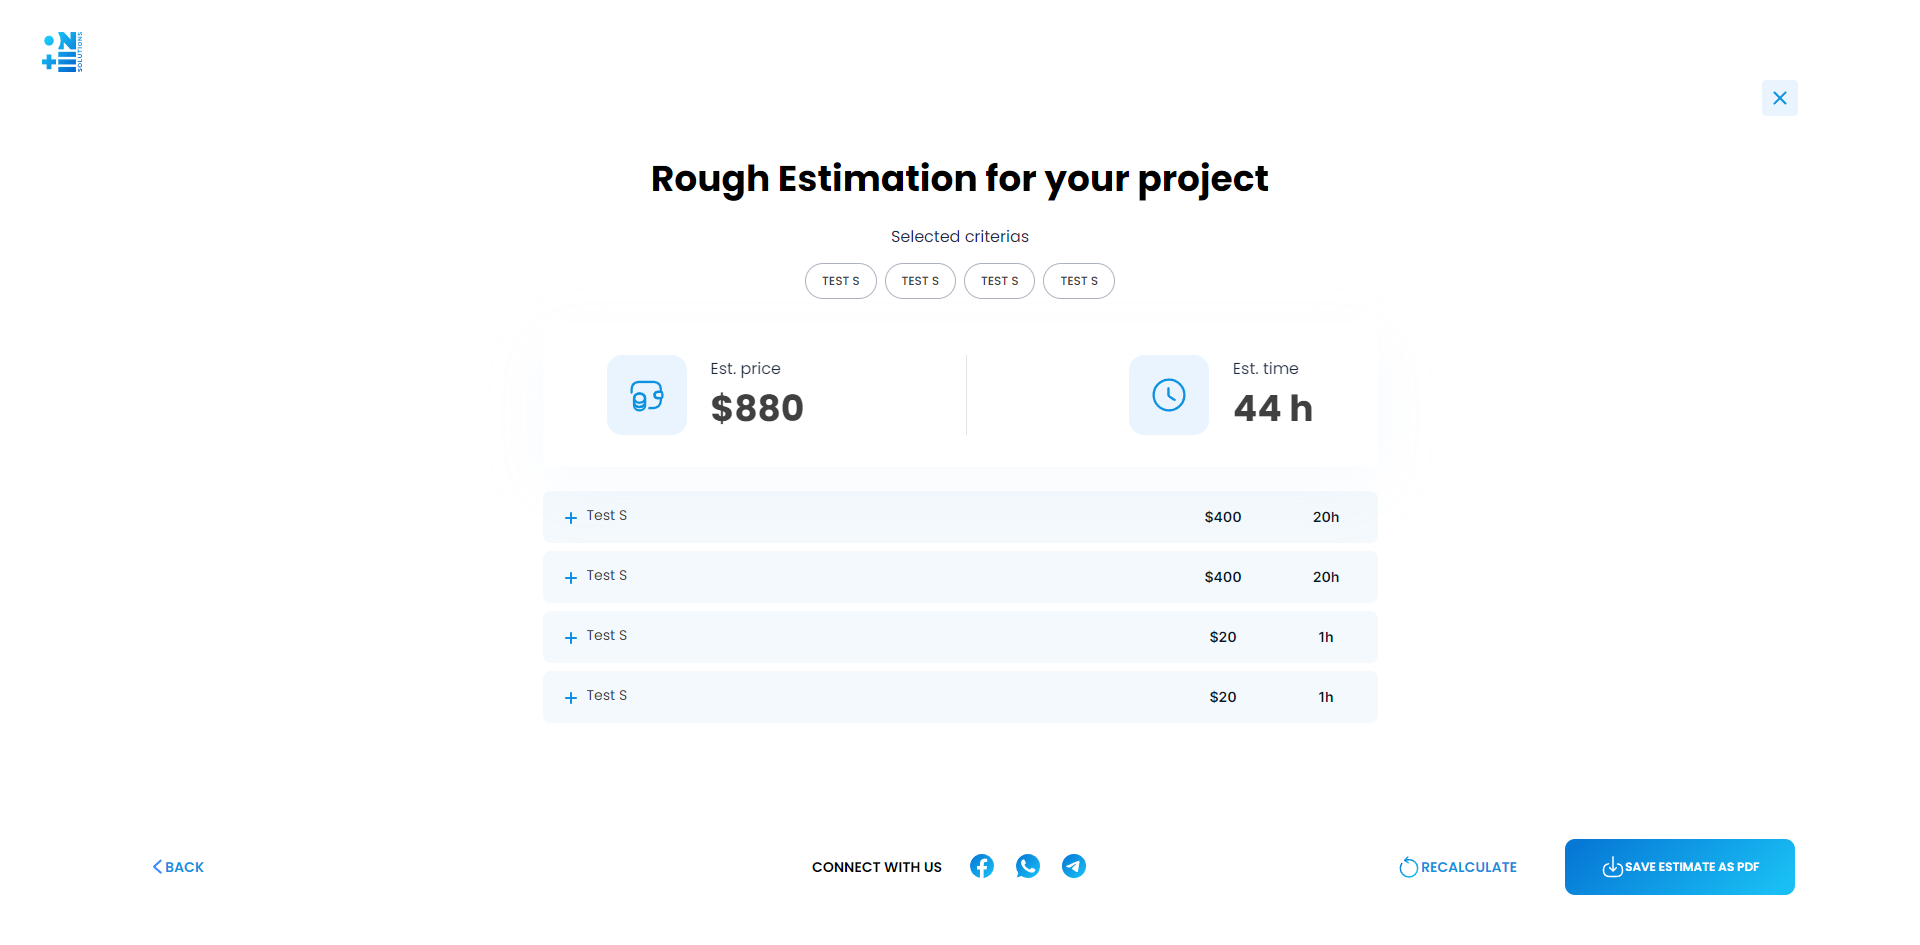 NE SOLUTIONS
Rough Estimation for your project
Selected criterias
TEST S TEST S TEST S TEST S
Est. price
$880
Est. time
44 h
Test S $400 20h
Test S $400 20h
Test S $20 1h
Test S $20 1h
BACK
CONNECT WITH US
RECALCULATE
SAVE ESTIMATE AS PDF